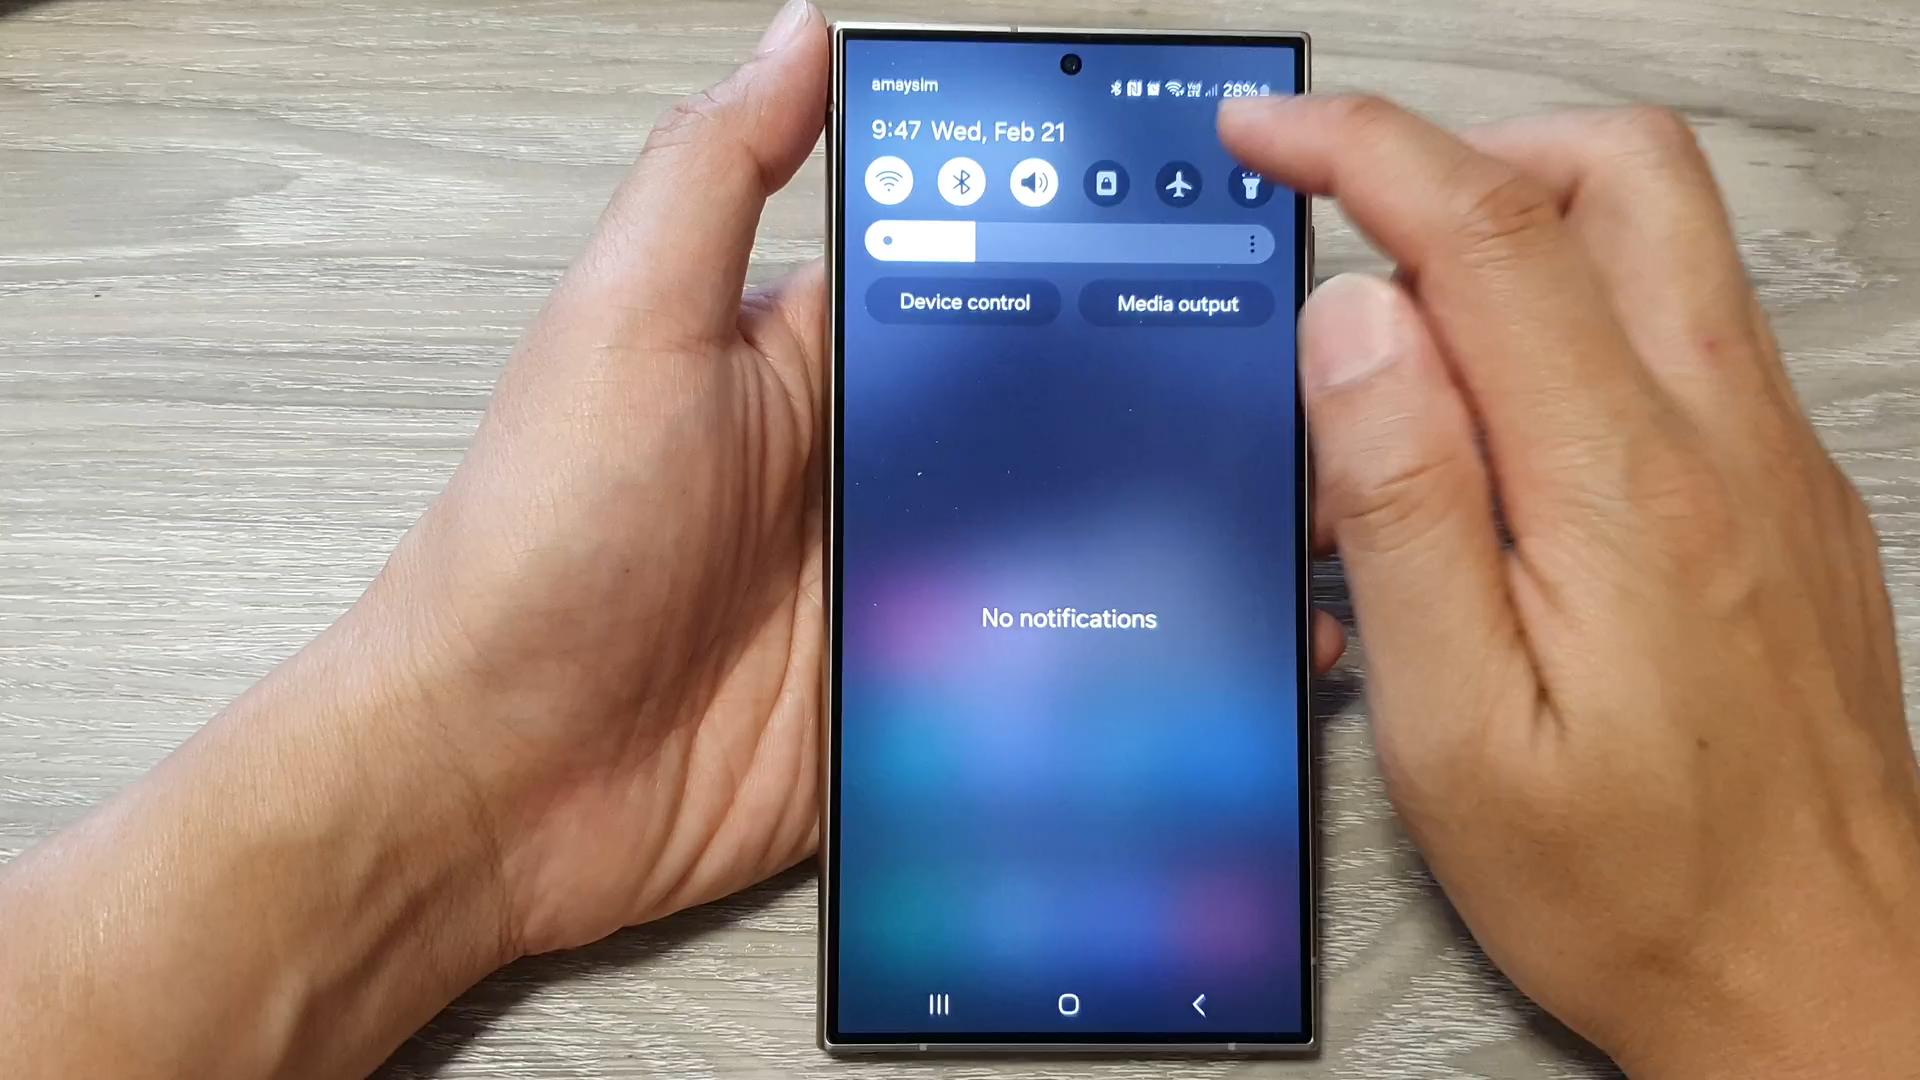 amaysim 28%
9:47 Wed, Feb 21
Device control Media output
No notifications